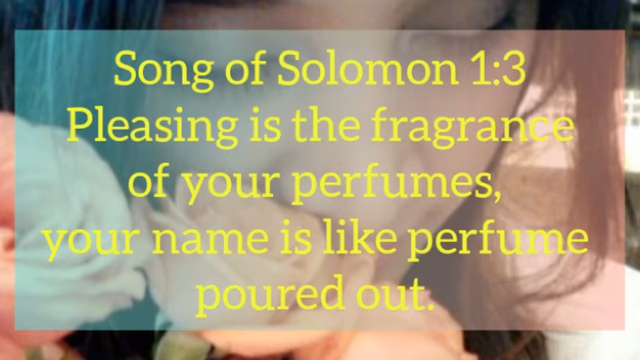 Song of Solomon 1:3
Pleasing is the fragrance
of your perfumes,
your name is like perfume
poured out.